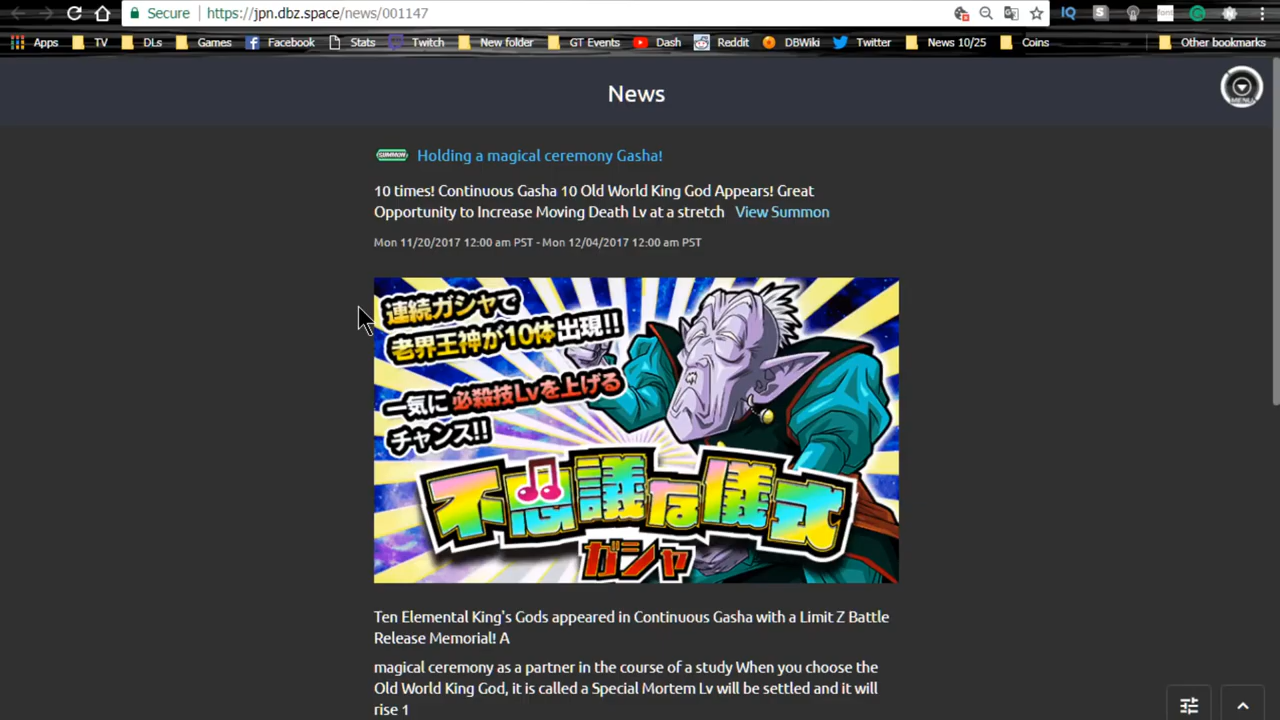 Secure https://jpn.dbz.space/news/001147
Apps TV DLs Games Facebook Stats Twitch New folder GT Events Dash Reddit DBWiki Twitter News 10/25 Coins Other bookmarks
News
MENU
SUMMON Holding a magical ceremony Gasha!
10 times! Continuous Gasha 10 Old World King God Appears! Great
Opportunity to Increase Moving Death Lv at a stretch View Summon
Mon 11/20/2017 12:00 am PST - Mon 12/04/2017 12:00 am PST
連続ガシャで
老界王神が10体出現!!
一気に必殺技Lvを上げる
チャンス!!
不思議な儀式
ガシャ
Ten Elemental King's Gods appeared in Continuous Gasha with a Limit Z Battle
Release Memorial! A
magical ceremony as a partner in the course of a study When you choose the
Old World King God, it is called a Special Mortem Lv will be settled and it will
rise 1